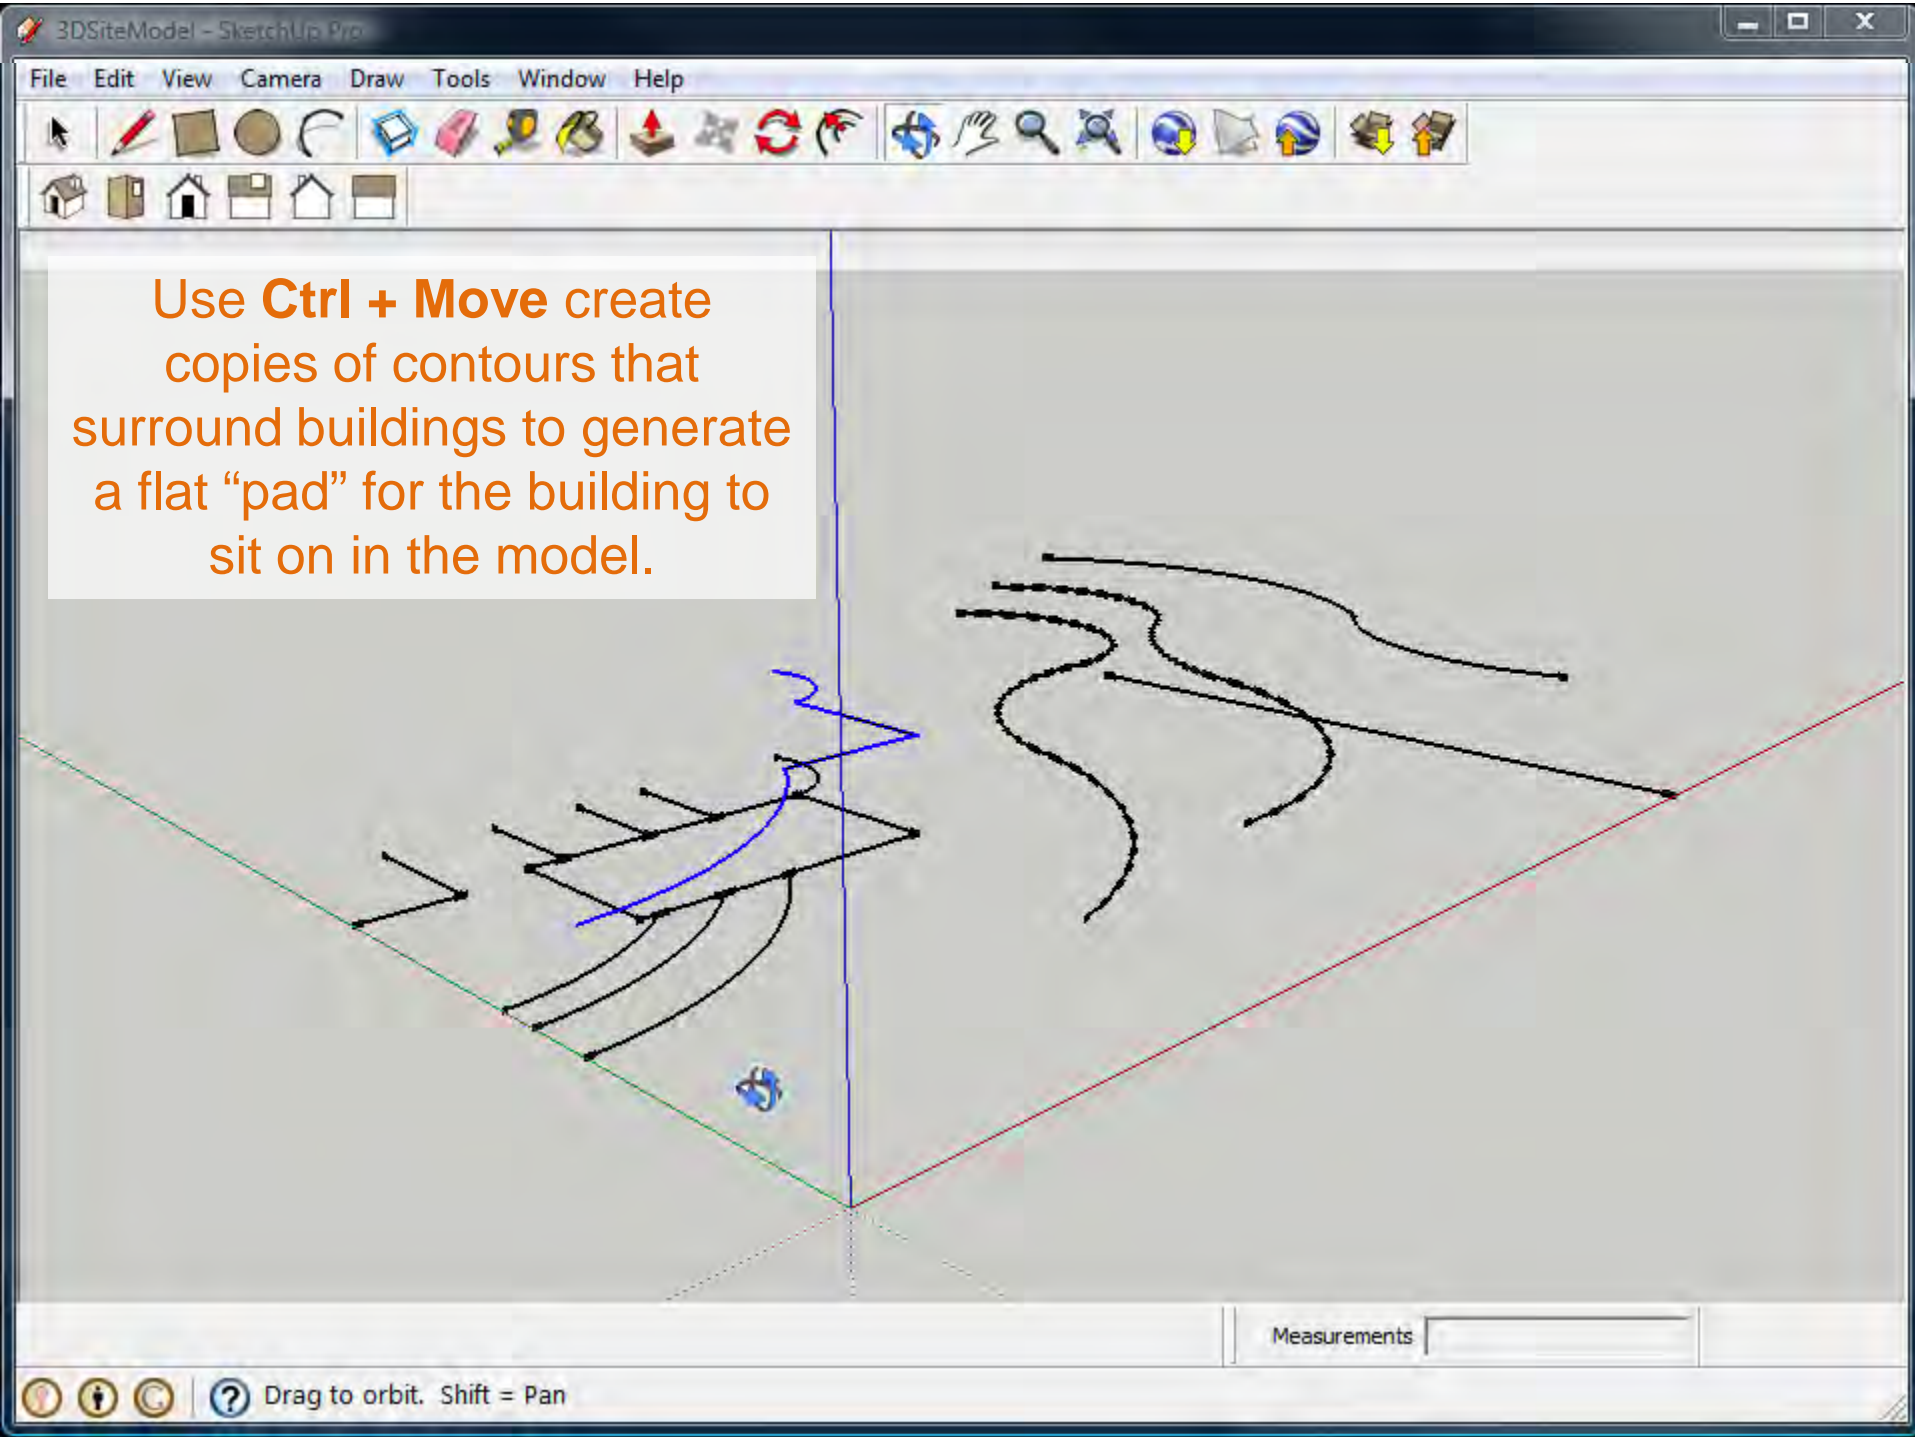 3DSiteModel - SketchUp Pro
File Edit View Camera Draw Tools Window Help
Use Ctrl + Move create
copies of contours that
surround buildings to generate
a flat “pad” for the building to
sit on in the model.
Measurements
Drag to orbit. Shift = Pan